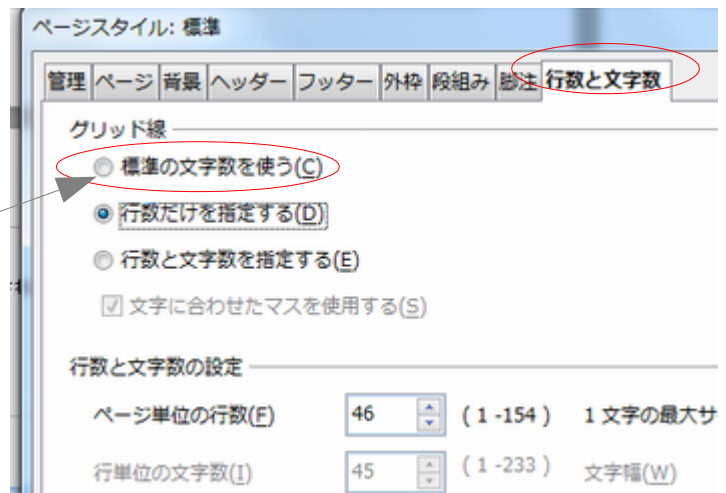 ページスタイル: 標準
管理 ページ 背景 ヘッダー フッター 外枠 段組み 脚注 行数と文字数
グリッド線
標準の文字数を使う(C)
行数だけを指定する(D)
行数と文字数を指定する(E)
文字に合わせたマスを使用する(S)
行数と文字数の設定
ページ単位の行数(F) 46 ( 1 -154 ) 1 文字の最大サ
行単位の文字数(I) 45 ( 1 -233 ) 文字幅(W)